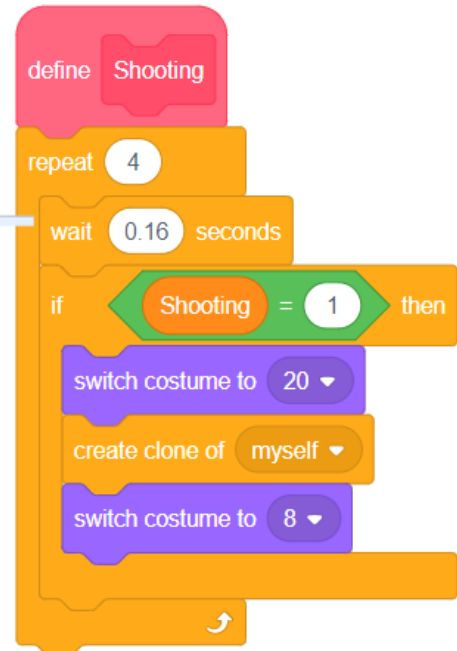 define Shooting
repeat 4
wait 0.16 seconds
if Shooting = 1 then
switch costume to 20
create clone of myself
switch costume to 8